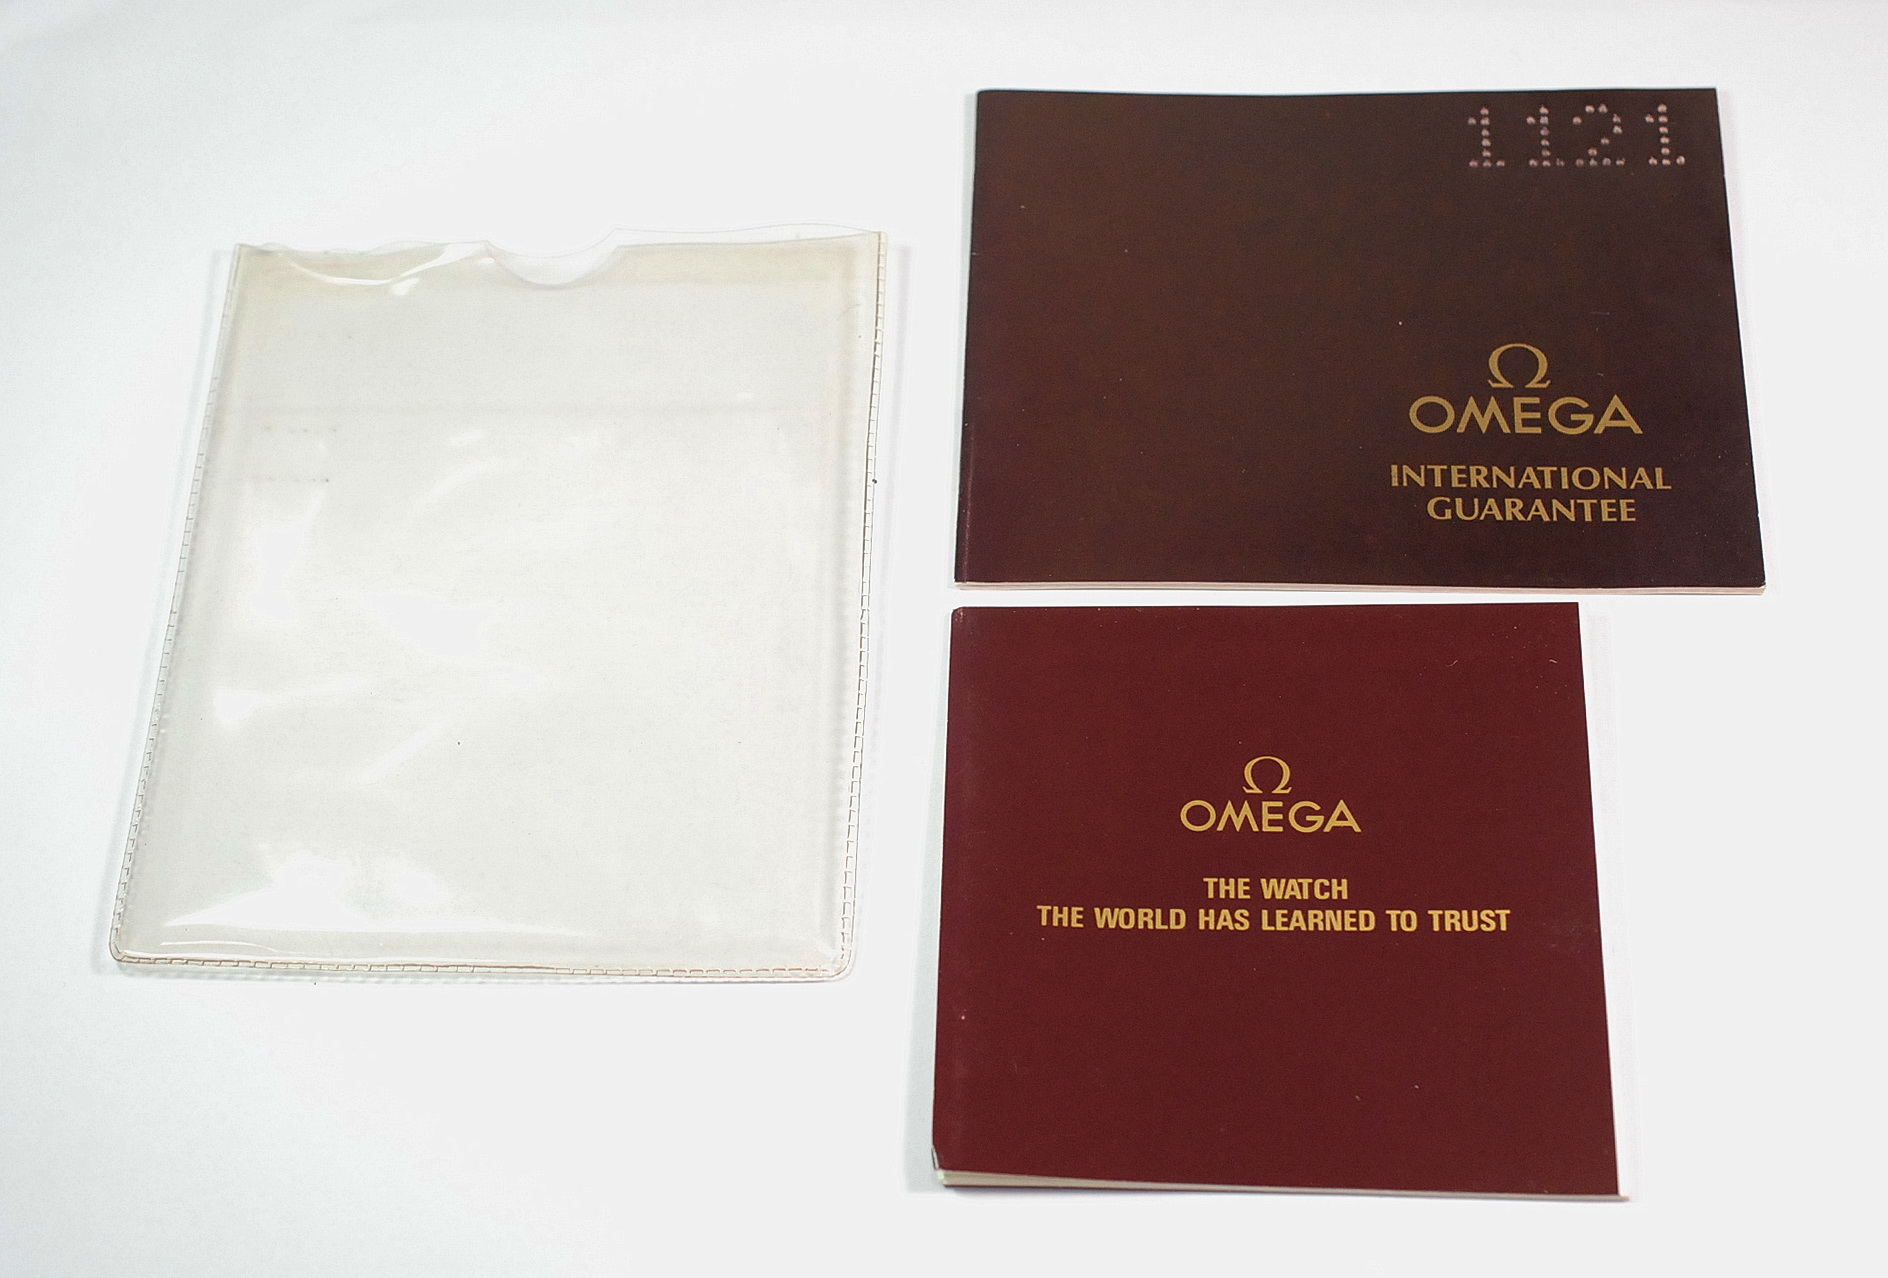 1121
Ω
OMEGA
INTERNATIONAL
GUARANTEE
Ω
OMEGA
THE WATCH
THE WORLD HAS LEARNED TO TRUST